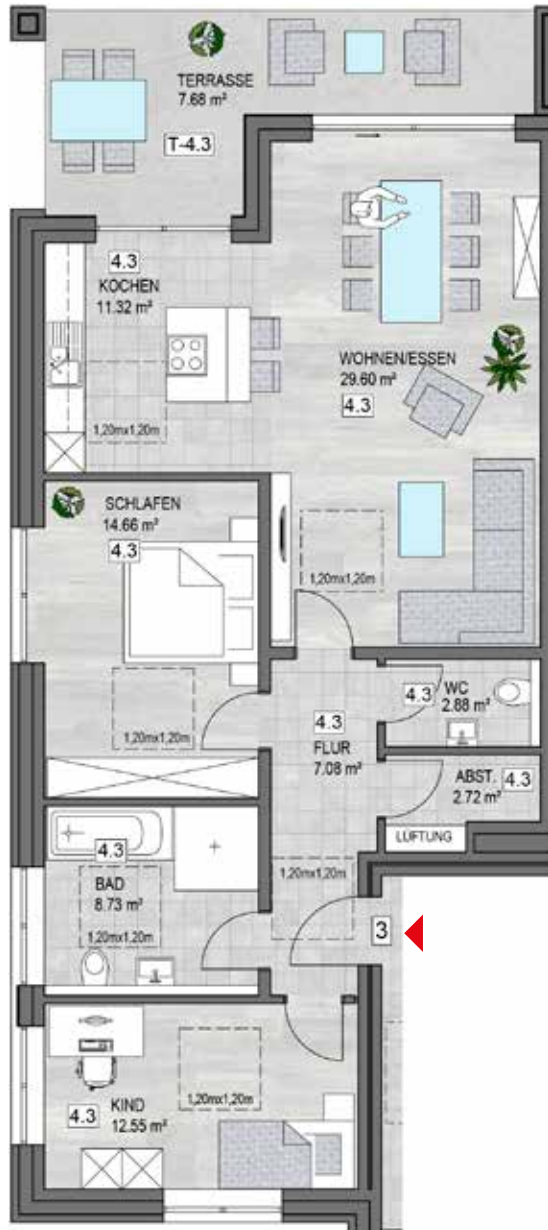 TERRASSE
7.68 m²
T-4.3
4.3
KOCHEN
11.32 m²
WOHNEN/ESSEN
29.60 m²
4.3
1,20mx1,20m
SCHLAFEN
14.66 m²
4.3
1,20mx1,20m
1,20mx1,20m
4.3
WC
2.88 m²
4.3
FLUR
7.08 m²
ABST.
4.3
2.72 m²
LÜFTUNG
4.3
BAD
8.73 m²
1,20mx1,20m
1,20mx1,20m
3
1,20mx1,20m
4.3
KIND
12.55 m²